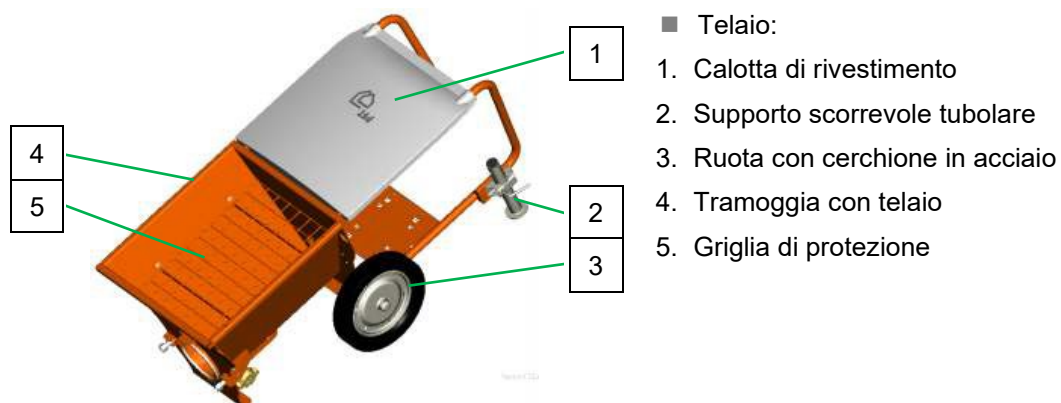 1
4
5
2
3
■ Telaio:
1. Calotta di rivestimento
2. Supporto scorrevole tubolare
3. Ruota con cerchione in acciaio
4. Tramoggia con telaio
5. Griglia di protezione